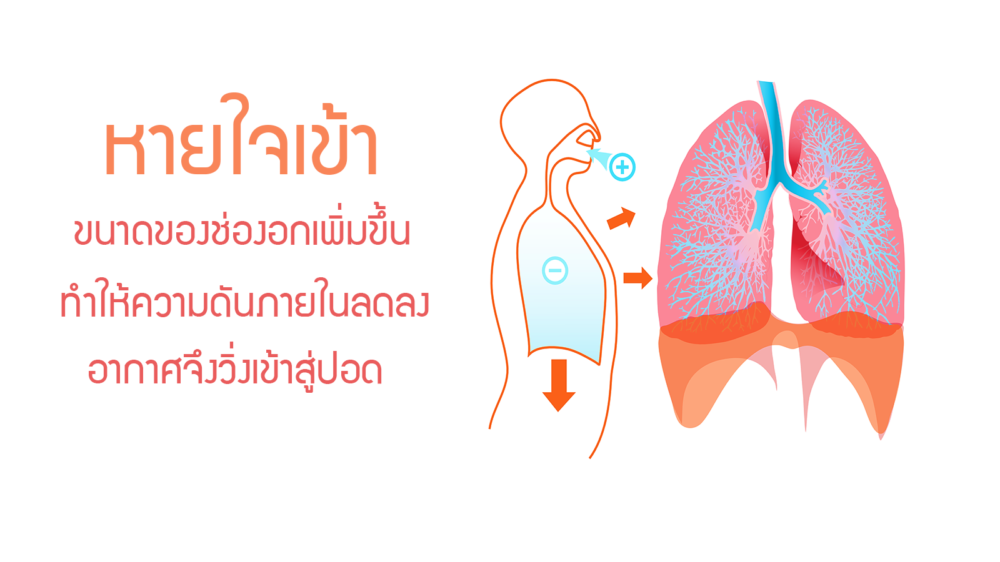 หายใจเข้า
ขนาดของช่องอกเพิ่มขึ้น
ทำให้ความดันภายในลดลง
อากาศจึงวิ่งเข้าสู่ปอด
+
−